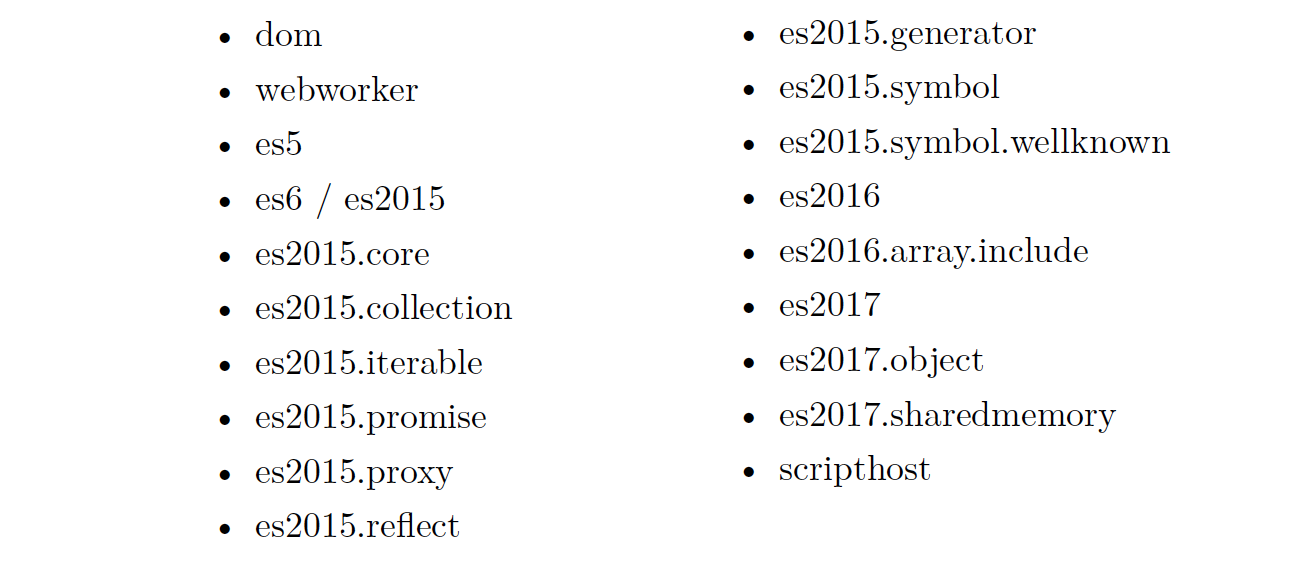 • dom
• webworker
• es5
• es6 / es2015
• es2015.core
• es2015.collection
• es2015.iterable
• es2015.promise
• es2015.proxy
• es2015.reflect
• es2015.generator
• es2015.symbol
• es2015.symbol.wellknown
• es2016
• es2016.array.include
• es2017
• es2017.object
• es2017.sharedmemory
• scripthost